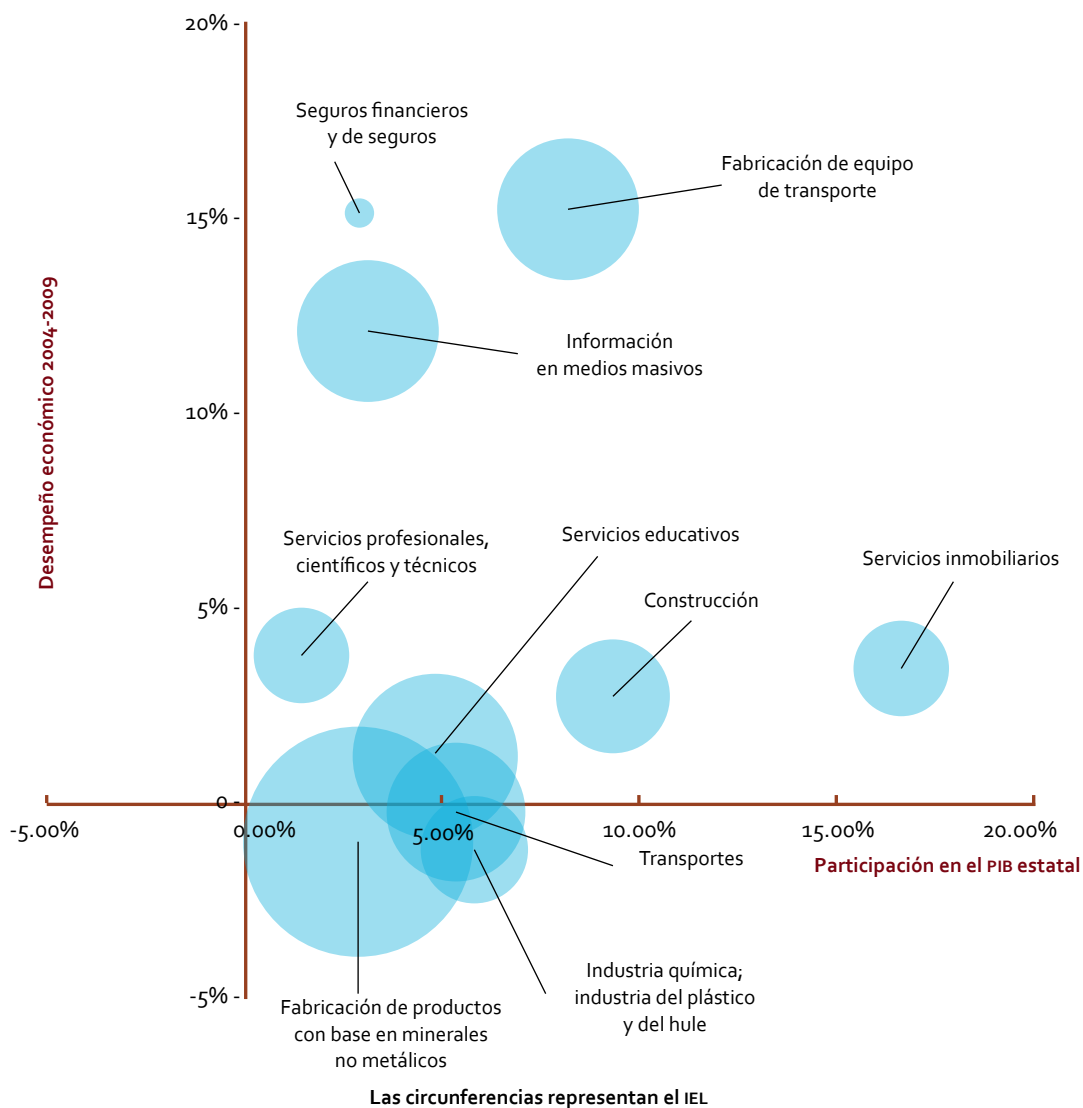 20%
Seguros financieros
y de seguros
Fabricación de equipo
de transporte
15%
Desempeño económico 2004-2009
Información
en medios masivos
10%
Servicios profesionales,
científicos y técnicos
Servicios educativos
Servicios inmobiliarios
Construcción
5%
0
-5.00%
0.00%
5.00%
10.00%
15.00%
20.00%
Transportes
Participación en el PIB estatal
-5%
Industria química;
industria del plástico
y del hule
Fabricación de productos
con base en minerales
no metálicos
Las circunferencias representan el IEL